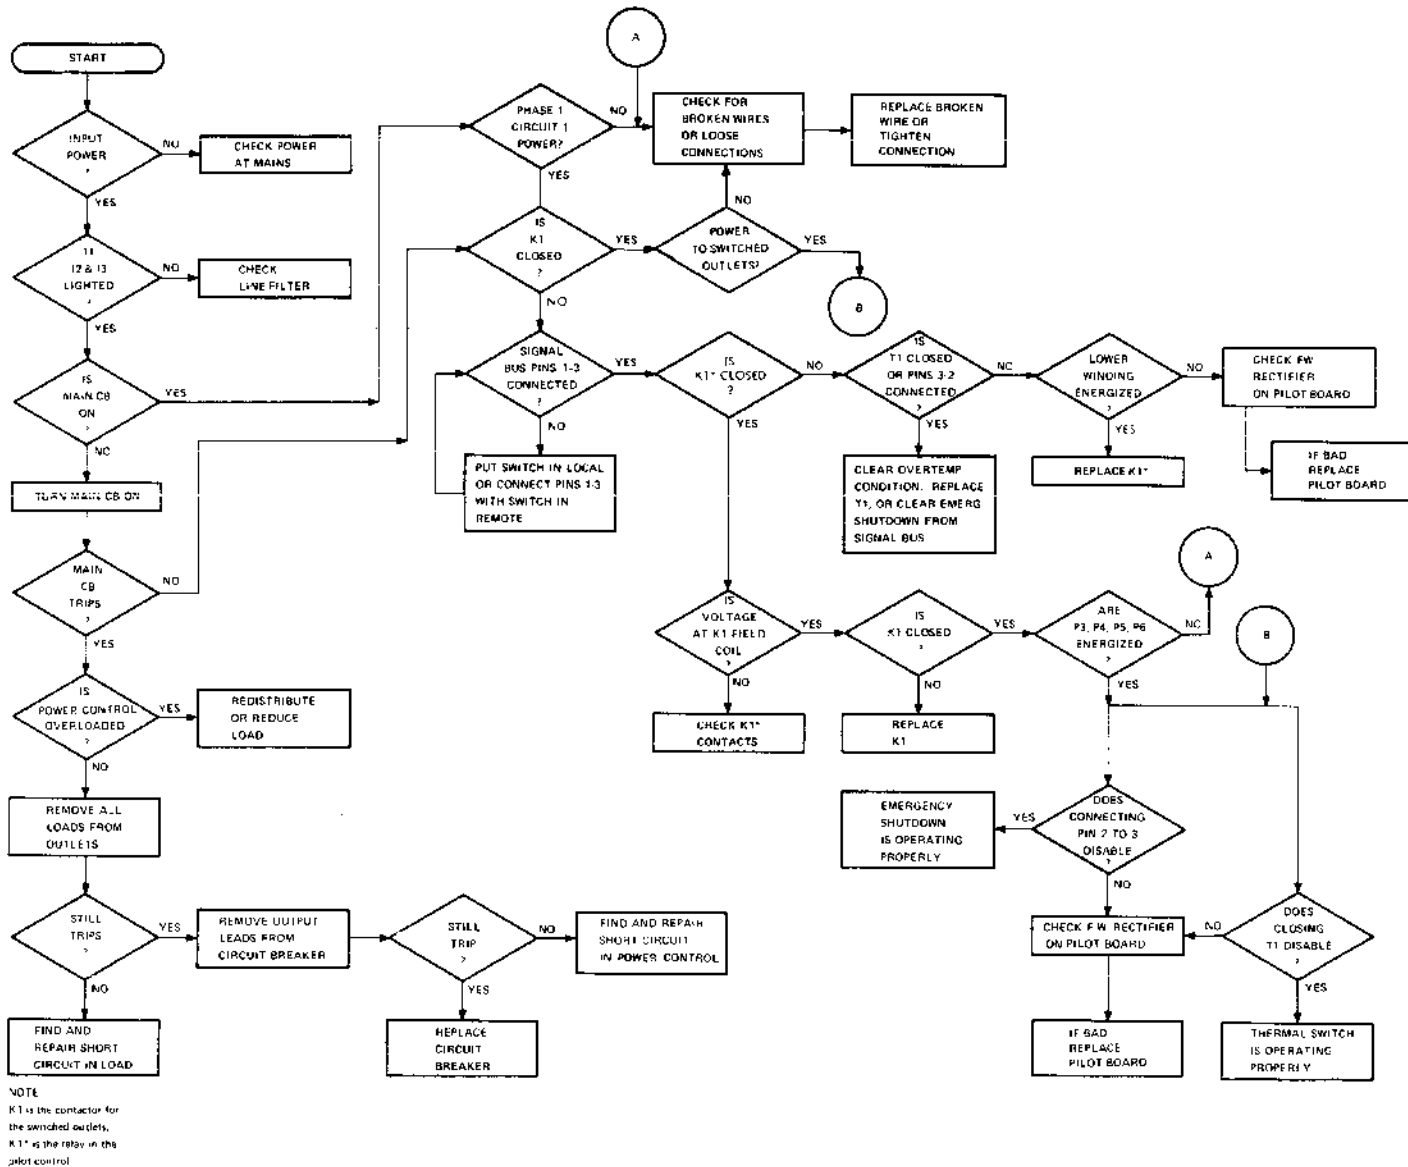 START
INPUT
POWER
?
NO
CHECK POWER
AT MAINS
YES
I1
I2 & I3
LIGHTED
?
NO
CHECK
LINE FILTER
YES
IS
MAIN CB
ON
?
YES
NO
TURN MAIN CB ON
MAIN
CB
TRIPS
?
NO
YES
IS
POWER CONTROL
OVERLOADED
?
YES
REDISTRIBUTE
OR REDUCE
LOAD
NO
REMOVE ALL
LOADS FROM
OUTLETS
STILL
TRIPS
?
YES
REMOVE OUTPUT
LEADS FROM
CIRCUIT BREAKER
STILL
TRIP
?
NO
FIND AND REPAIR
SHORT CIRCUIT
IN POWER CONTROL
YES
REPLACE
CIRCUIT
BREAKER
NO
FIND AND
REPAIR SHORT
CIRCUIT IN LOAD
A
PHASE 1
CIRCUIT 1
POWER?
NO
CHECK FOR
BROKEN WIRES
OR LOOSE
CONNECTIONS
REPLACE BROKEN
WIRE OR
TIGHTEN
CONNECTION
YES
IS
K1
CLOSED
?
YES
POWER
TO SWITCHED
OUTLETS?
NO
YES
B
NO
SIGNAL
BUS PINS 1-3
CONNECTED
?
YES
NO
PUT SWITCH IN LOCAL
OR CONNECT PINS 1-3
WITH SWITCH IN
REMOTE
IS
K1* CLOSED
?
NO
YES
IS
T1 CLOSED
OR PINS 3-2
CONNECTED
?
NO
YES
CLEAR OVERTEMP
CONDITION. REPLACE
T1, OR CLEAR EMERG
SHUTDOWN FROM
SIGNAL BUS
LOWER
WINDING
ENERGIZED
?
NO
CHECK FW
RECTIFIER
ON PILOT BOARD
YES
REPLACE K1*
IF BAD
REPLACE
PILOT BOARD
IS
VOLTAGE
AT K1 FIELD
COIL
?
YES
NO
CHECK K1*
CONTACTS
IS
K1 CLOSED
?
YES
NO
REPLACE
K1
ARE
P3, P4, P5, P6
ENERGIZED
?
NO
A
YES
B
DOES
CONNECTING
PIN 2 TO 3
DISABLE
?
YES
EMERGENCY
SHUTDOWN
IS OPERATING
PROPERLY
NO
CHECK F.W. RECTIFIER
ON PILOT BOARD
IF BAD
REPLACE
PILOT BOARD
DOES
CLOSING
T1 DISABLE
?
NO
YES
THERMAL SWITCH
IS OPERATING
PROPERLY
NOTE
K1 is the contactor for
the switched outlets,
K1* is the relay in the
pilot control